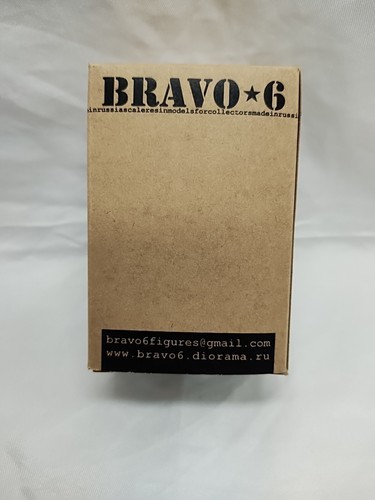 BRAVO★6
inrussiascaleresinmodelsforcollectorsmadeinrussi
bravo6figures@gmail.com
www.bravo6.diorama.ru